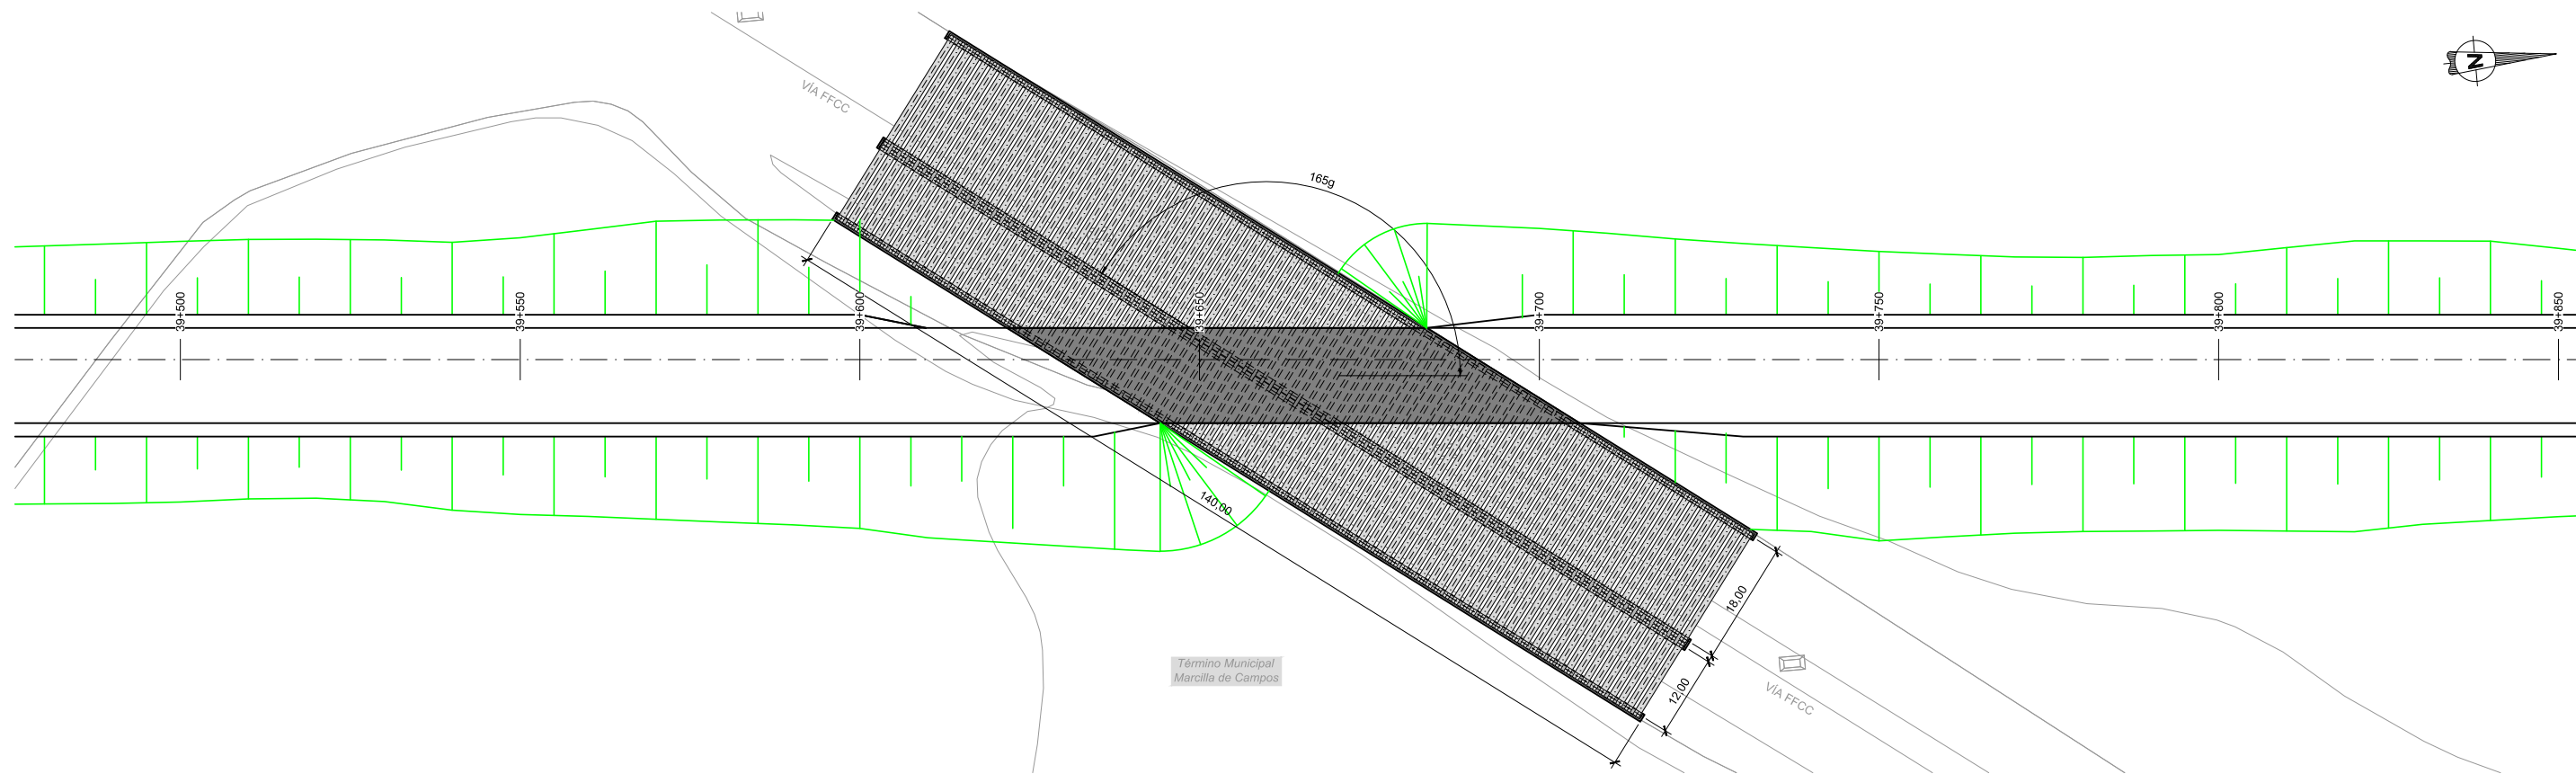 N
VÍA FFCC
165g
39+500
39+550
39+600
39+650
39+700
39+750
39+800
39+850
140,00
18,00
12,00
Término Municipal
Marcilla de Campos
VÍA FFCC